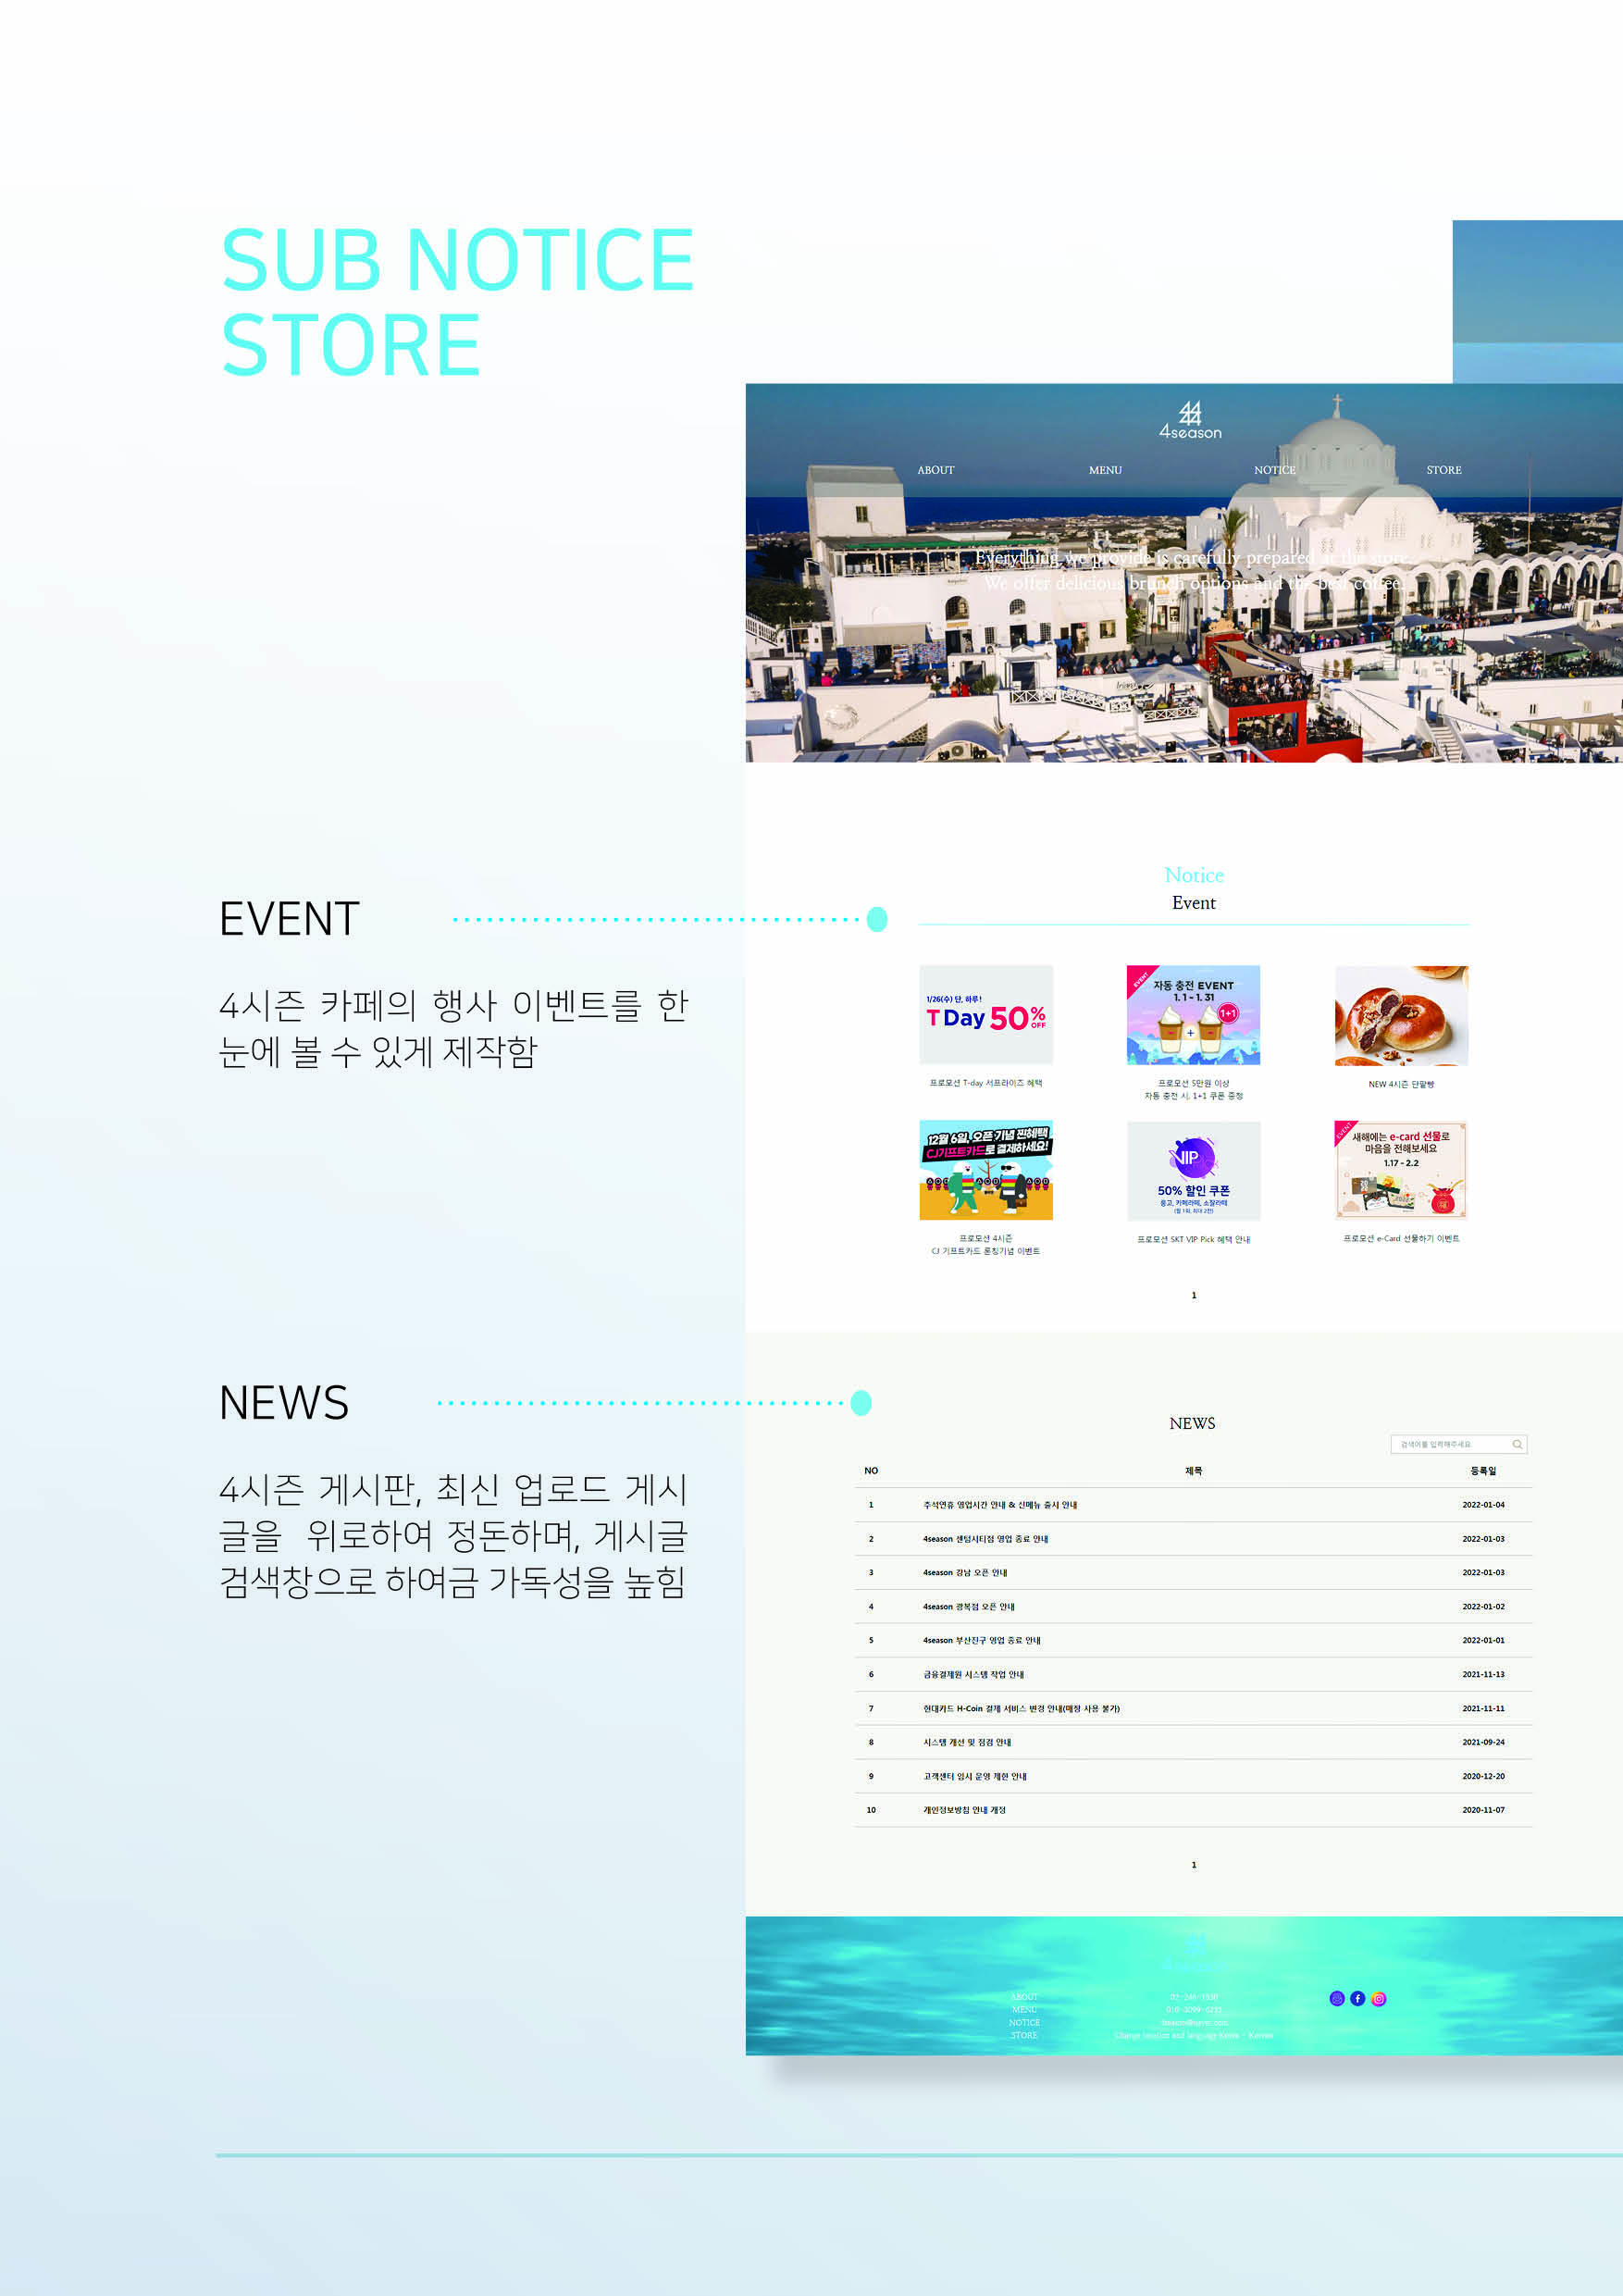 SUB NOTICE
STORE
4season
ABOUT
MENU
NOTICE
STORE
Everything we provide is carefully prepared at the store.
We offer delicious brunch options and the best coffee.
Notice
Event
EVENT
4시즌 카페의 행사 이벤트를 한
눈에 볼 수 있게 제작함
1/26(수) 단, 하루!
T Day 50% OFF
프로모션 T-day 서프라이즈 혜택
EVENT
자동 충전 EVENT
1. 1 - 1. 31
1+1
+
프로모션 5만원 이상
자동 충전 시, 1+1 쿠폰 증정
NEW 4시즌 단팥빵
12월 6일, 오픈 기념 찐혜택
CJ기프트카드로 결제하세요!
프로모션 4시즌
CJ 기프트카드 론칭기념 이벤트
VIP
50% 할인 쿠폰
프로모션 SKT VIP Pick 혜택 안내
EVENT
새해에는 e-card 선물로
마음을 전해보세요
1.17 - 2.2
프로모션 e-Card 선물하기 이벤트
1
NEWS
4시즌 게시판, 최신 업로드 게시
글을 위로하여 정돈하며, 게시글
검색창으로 하여금 가독성을 높힘
NEWS
검색어를 입력해주세요
NO 제목 등록일
1 추석연휴 영업시간 안내 & 신메뉴 출시 안내 2022-01-04
2 4season 센텀시티점 영업 종료 안내 2022-01-03
3 4season 강남 오픈 안내 2022-01-03
4 4season 광복점 오픈 안내 2022-01-02
5 4season 부산진구 영업 종료 안내 2022-01-01
6 금융결제원 시스템 작업 안내 2021-11-13
7 현대카드 H-Coin 결제 서비스 변경 안내(매장 사용 불가) 2021-11-11
8 시스템 개선 및 점검 안내 2021-09-24
9 고객센터 임시 운영 제한 안내 2020-12-20
10 개인정보방침 안내 개정 2020-11-07
1
ABOUT
MENU
NOTICE
STORE